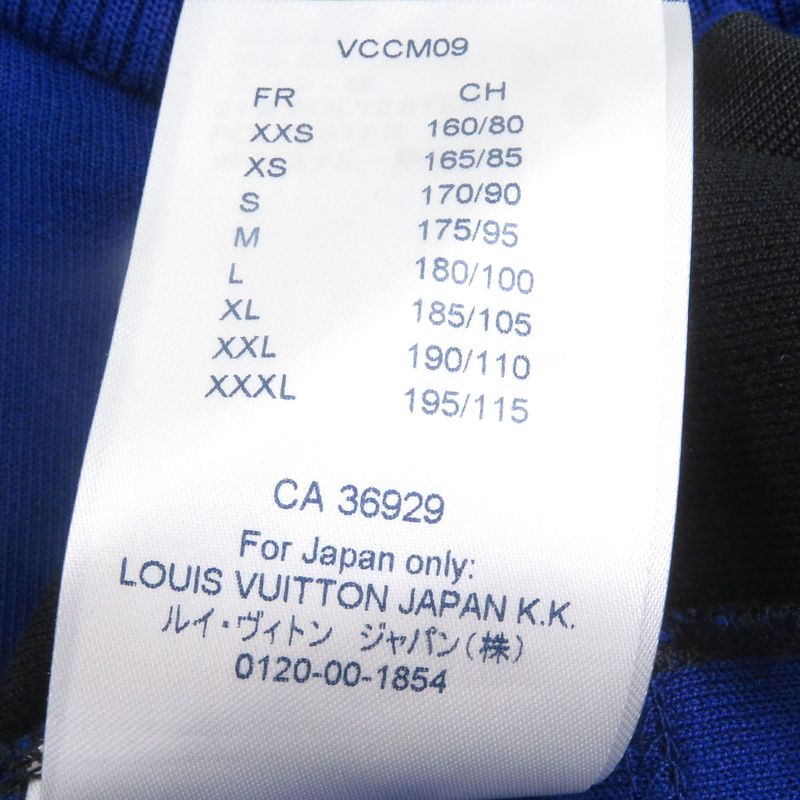 VCCM09
FR CH
XXS 160/80
XS 165/85
S 170/90
M 175/95
L 180/100
XL 185/105
XXL 190/110
XXXL 195/115
CA 36929
For Japan only:
LOUIS VUITTON JAPAN K.K.
ルイ・ヴィトン ジャパン(株)
0120-00-1854